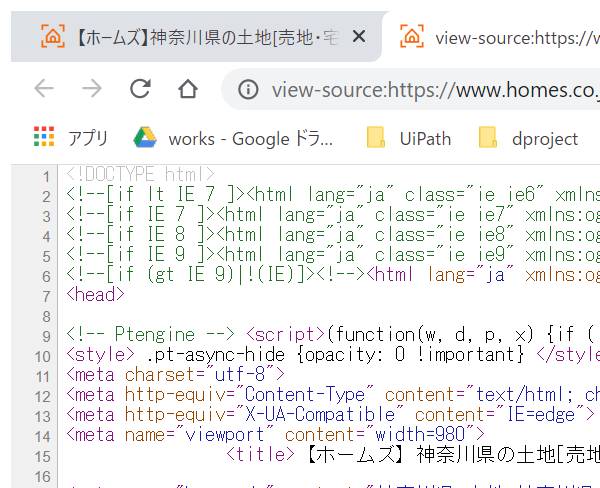 【ホームズ】神奈川県の土地[売地・宅
view-source:https://w
view-source:https://www.homes.co.j
アプリ
works - Google ドラ...
UiPath
dproject
1 <!DOCTYPE html>
2 <!--[if lt IE 7 ]><html lang="ja" class="ie ie6" xmlns
3 <!--[if IE 7 ]><html lang="ja" class="ie ie7" xmlns:og
4 <!--[if IE 8 ]><html lang="ja" class="ie ie8" xmlns:og
5 <!--[if IE 9 ]><html lang="ja" class="ie ie9" xmlns:og
6 <!--[if (gt IE 9)|!(IE)]><!--><html lang="ja" xmlns:og
7 <head>
8
9 <!-- Ptengine --> <script>(function(w, d, p, x) {if (
10 <style> .pt-async-hide {opacity: 0 !important} </style
11 <meta charset="utf-8">
12 <meta http-equiv="Content-Type" content="text/html; ch
13 <meta http-equiv="X-UA-Compatible" content="IE=edge">
14 <meta name="viewport" content="width=980">
15 <title>【ホームズ】神奈川県の土地[売地
16